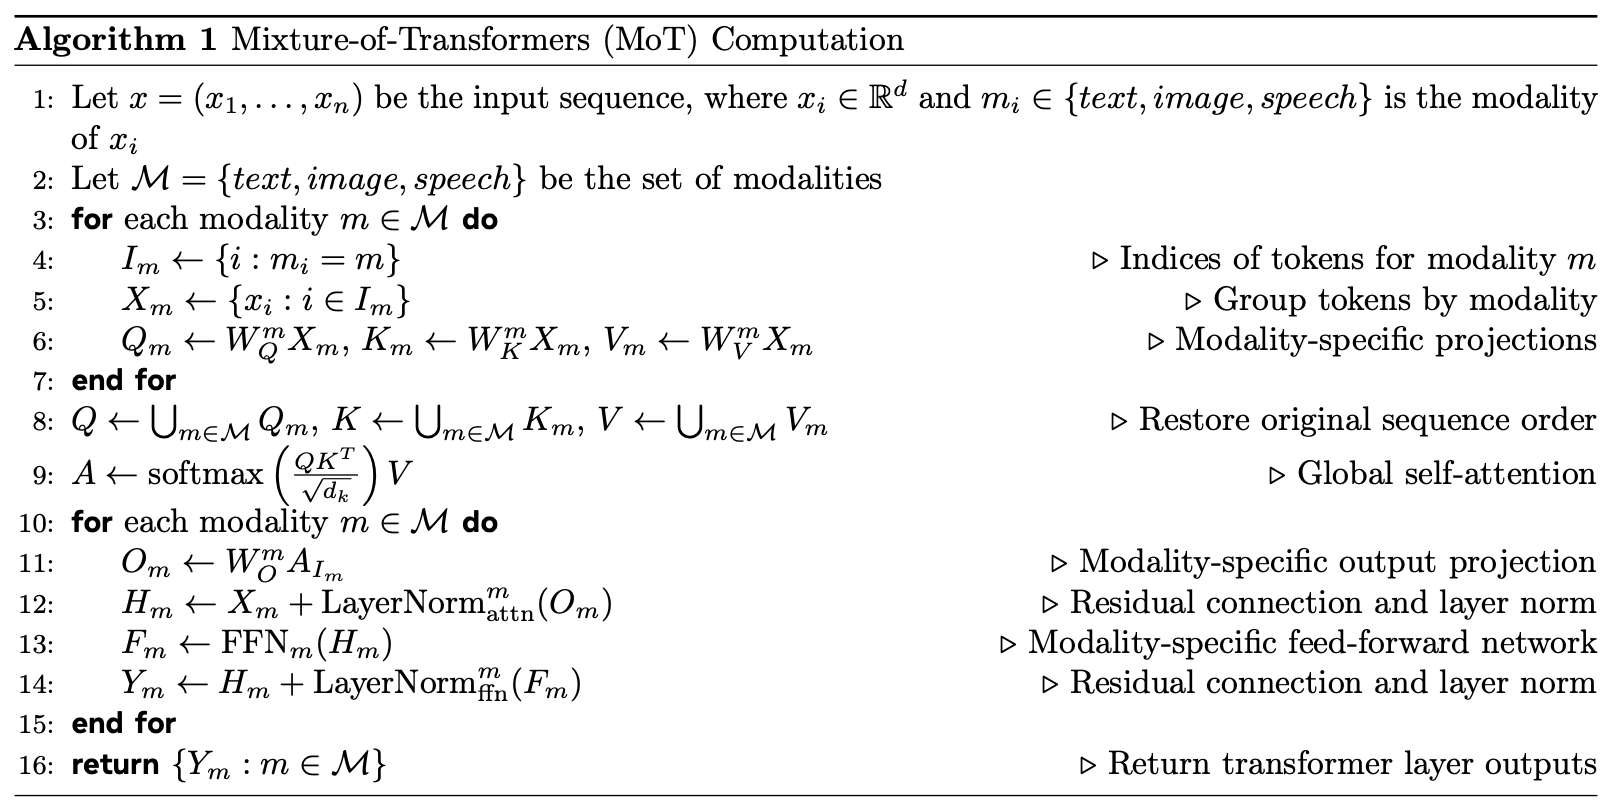 Algorithm 1 Mixture-of-Transformers (MoT) Computation
1: Let $x = (x_1, \ldots, x_n)$ be the input sequence, where $x_i \in \mathbb{R}^d$ and $m_i \in \{text, image, speech\}$ is the modality
of $x_i$
2: Let $\mathcal{M} = \{text, image, speech\}$ be the set of modalities
3: for each modality $m \in \mathcal{M}$ do
4: $I_m \leftarrow \{i : m_i = m\}$ ▷ Indices of tokens for modality $m$
5: $X_m \leftarrow \{x_i : i \in I_m\}$ ▷ Group tokens by modality
6: $Q_m \leftarrow W_Q^m X_m$, $K_m \leftarrow W_K^m X_m$, $V_m \leftarrow W_V^m X_m$ ▷ Modality-specific projections
7: end for
8: $Q \leftarrow \bigcup_{m \in \mathcal{M}} Q_m$, $K \leftarrow \bigcup_{m \in \mathcal{M}} K_m$, $V \leftarrow \bigcup_{m \in \mathcal{M}} V_m$ ▷ Restore original sequence order
9: $A \leftarrow \text{softmax}\left(\frac{QK^T}{\sqrt{d_k}}\right) V$ ▷ Global self-attention
10: for each modality $m \in \mathcal{M}$ do
11: $O_m \leftarrow W_O^m A_{I_m}$ ▷ Modality-specific output projection
12: $H_m \leftarrow X_m + \text{LayerNorm}_{\text{attn}}^m(O_m)$ ▷ Residual connection and layer norm
13: $F_m \leftarrow \text{FFN}_m(H_m)$ ▷ Modality-specific feed-forward network
14: $Y_m \leftarrow H_m + \text{LayerNorm}_{\text{ffn}}^m(F_m)$ ▷ Residual connection and layer norm
15: end for
16: return $\{Y_m : m \in \mathcal{M}\}$ ▷ Return transformer layer outputs